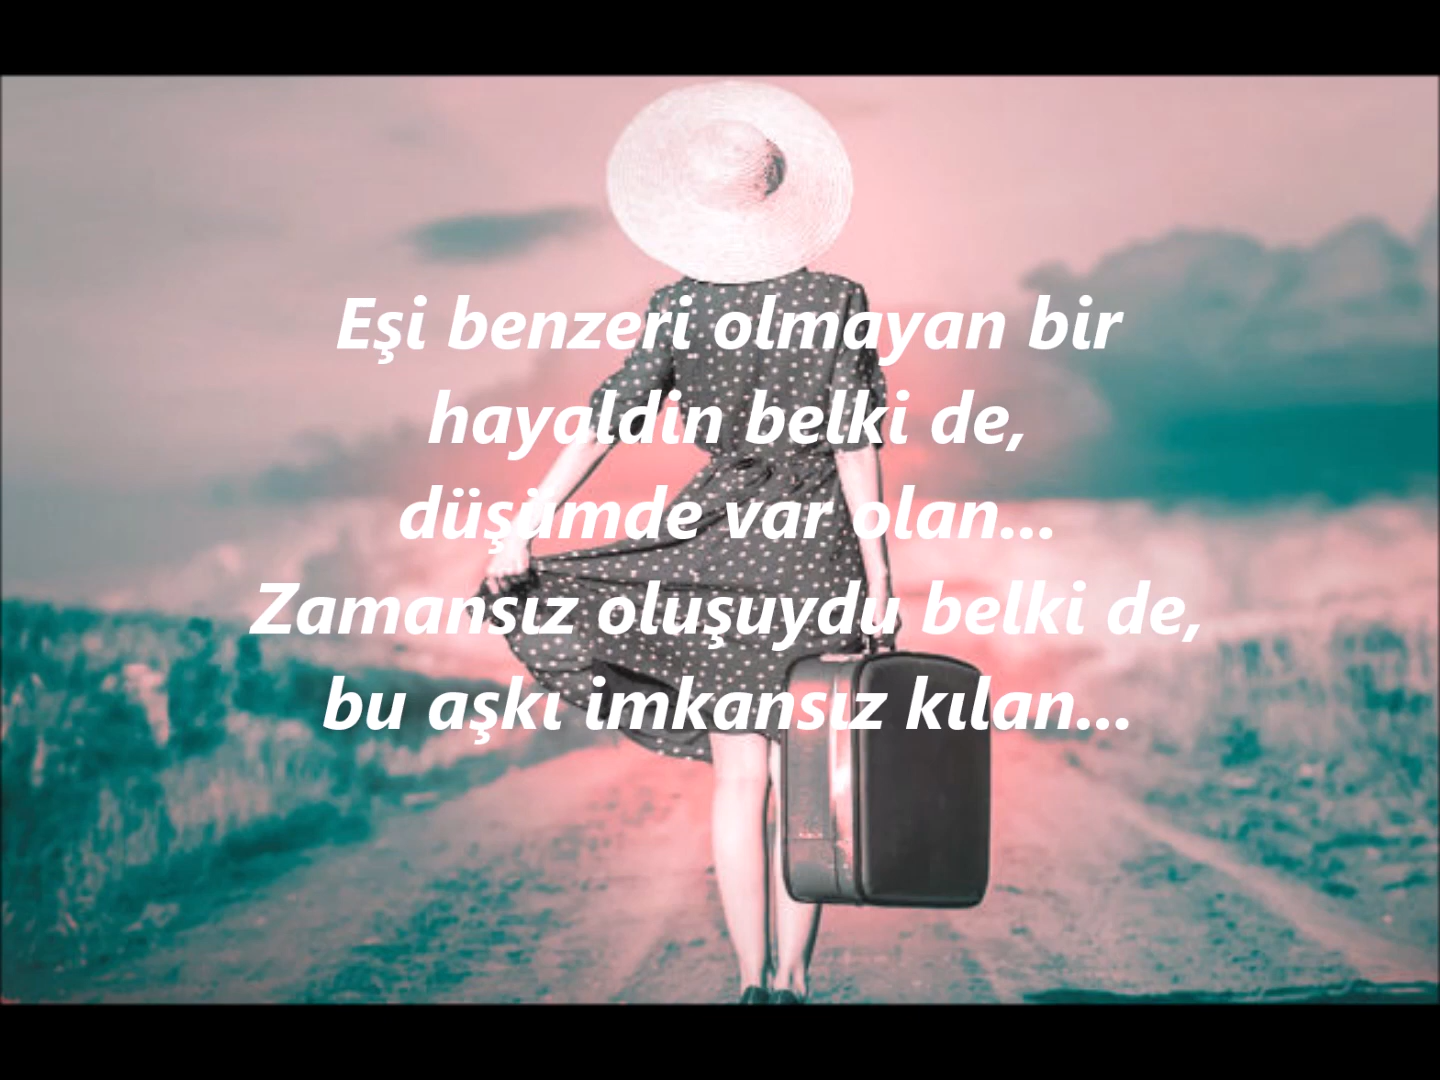 Eşi benzeri olmayan bir
hayaldin belki de,
düşümde var olan...
Zamansız oluşuydu belki de,
bu aşkı imkansız kılan...